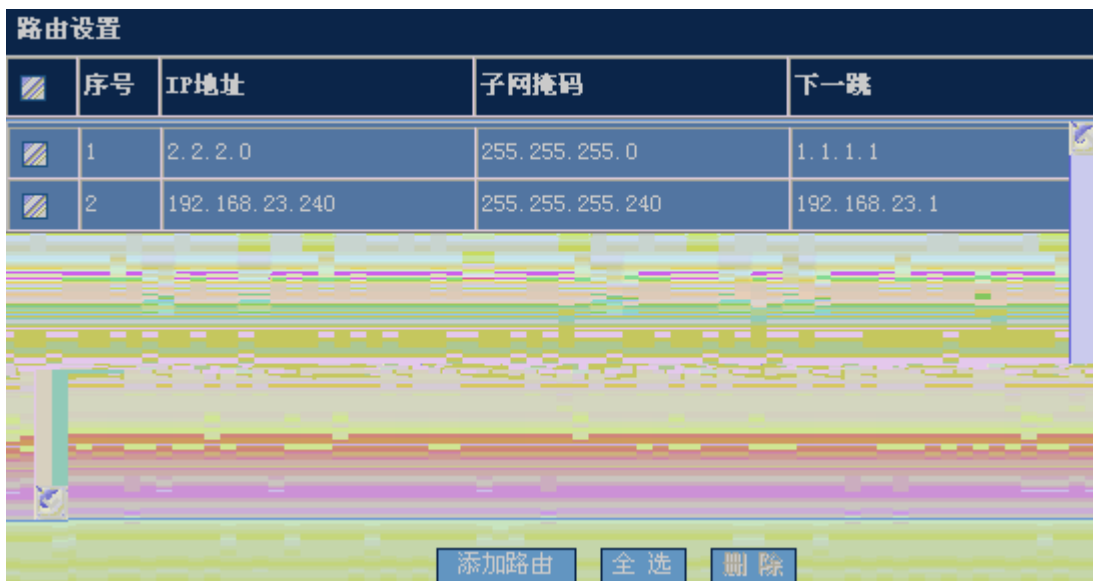 路由设置
序号 IP地址 子网掩码 下一跳
1 2.2.2.0 255.255.255.0 1.1.1.1
2 192.168.23.240 255.255.255.240 192.168.23.1
添加路由 全 选 删 除